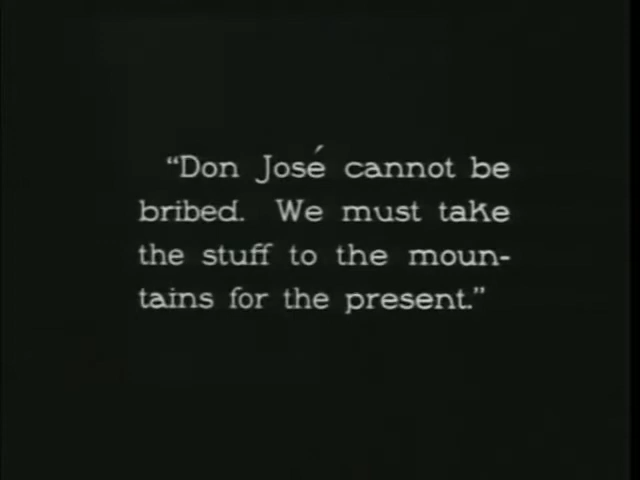 “Don José cannot be
bribed. We must take
the stuff to the moun-
tains for the present.”